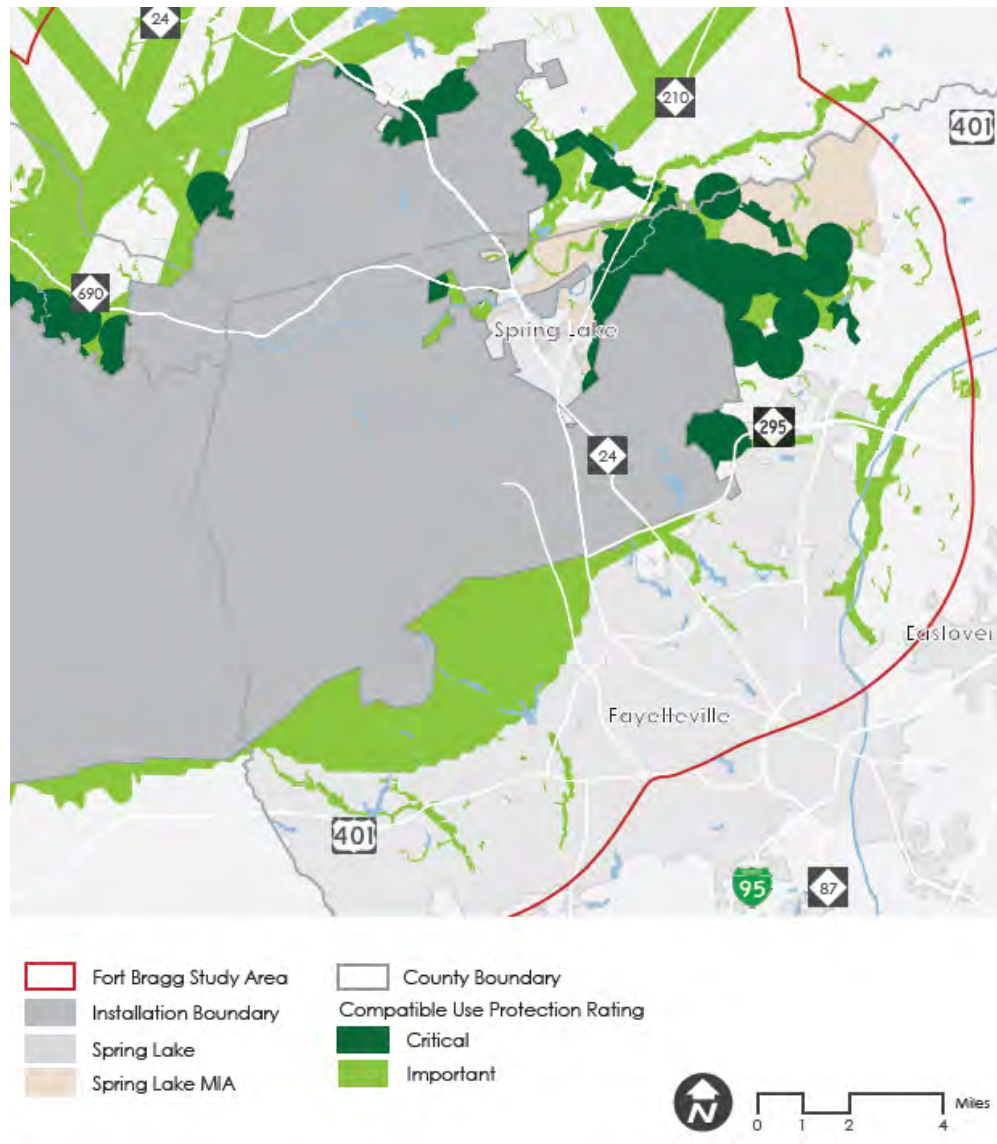 24
210
401
690
Spring Lake
295
24
Eastover
Fayetteville
401
95
87
Fort Bragg Study Area
Installation Boundary
Spring Lake
Spring Lake MIA
County Boundary
Compatible Use Protection Rating
Critical
Important
N
Miles
0 1 2 4